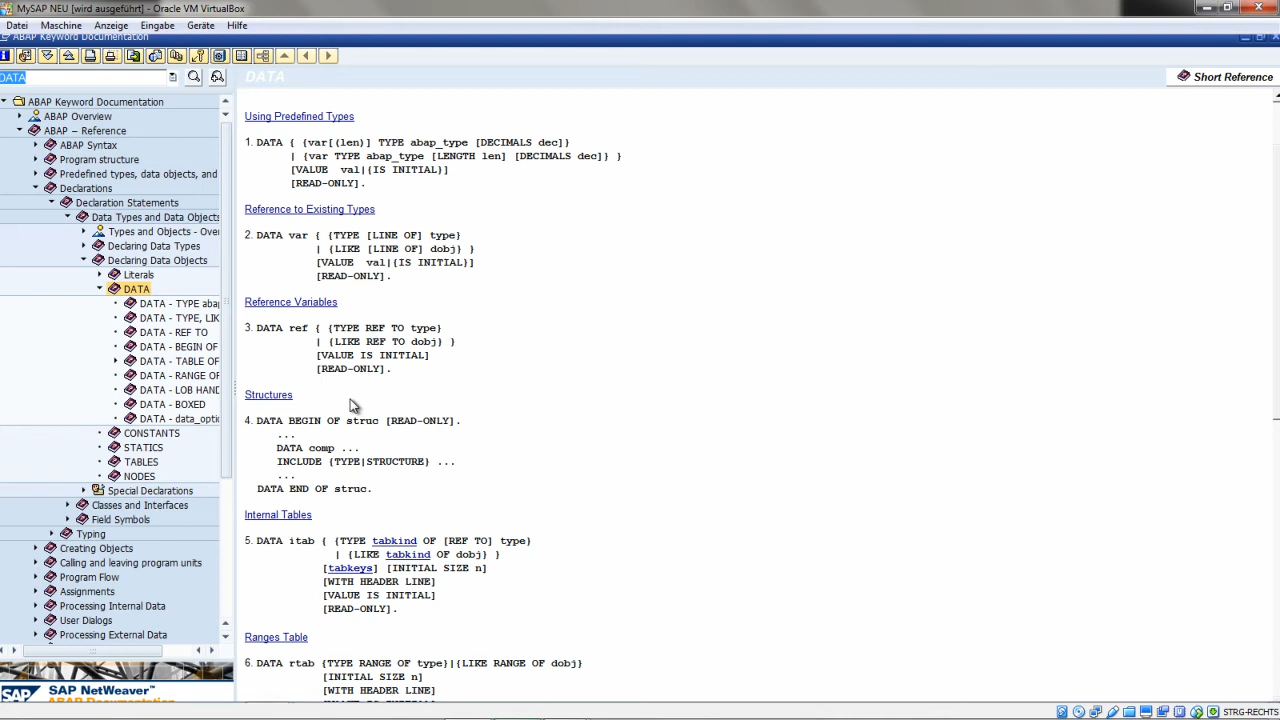 MySAP NEU [wird ausgeführt] - Oracle VM VirtualBox
Datei Maschine Anzeige Eingabe Geräte Hilfe
ABAP Keyword Documentation
DATA
DATA
Short Reference
ABAP Keyword Documentation
ABAP Overview
ABAP – Reference
ABAP Syntax
Program structure
Predefined types, data objects, and
Declarations
Declaration Statements
Data Types and Data Objects
Types and Objects - Over
Declaring Data Types
Declaring Data Objects
Literals
DATA
DATA - TYPE aba
DATA - TYPE, LIK
DATA - REF TO
DATA - BEGIN OF
DATA - TABLE OF
DATA - RANGE OF
DATA - LOB HAND
DATA - BOXED
DATA - data_optio
CONSTANTS
STATICS
TABLES
NODES
Special Declarations
Classes and Interfaces
Field Symbols
Typing
Creating Objects
Calling and leaving program units
Program Flow
Assignments
Processing Internal Data
User Dialogs
Processing External Data
SAP NetWeaver™
SAP
ABAP Documentation
Using Predefined Types
1. DATA { {var[(len)] TYPE abap_type [DECIMALS dec]}
| {var TYPE abap_type [LENGTH len] [DECIMALS dec]} }
[VALUE val|{IS INITIAL}]
[READ-ONLY].
Reference to Existing Types
2. DATA var { {TYPE [LINE OF] type}
| {LIKE [LINE OF] dobj} }
[VALUE val|{IS INITIAL}]
[READ-ONLY].
Reference Variables
3. DATA ref { {TYPE REF TO type}
| {LIKE REF TO dobj} }
[VALUE IS INITIAL]
[READ-ONLY].
Structures
4. DATA BEGIN OF struc [READ-ONLY].
...
DATA comp ...
INCLUDE {TYPE|STRUCTURE} ...
...
DATA END OF struc.
Internal Tables
5. DATA itab { {TYPE tabkind OF [REF TO] type}
| {LIKE tabkind OF dobj} }
[tabkeys] [INITIAL SIZE n]
[WITH HEADER LINE]
[VALUE IS INITIAL]
[READ-ONLY].
Ranges Table
6. DATA rtab {TYPE RANGE OF type}|{LIKE RANGE OF dobj}
[INITIAL SIZE n]
[WITH HEADER LINE]
STRG-RECHTS